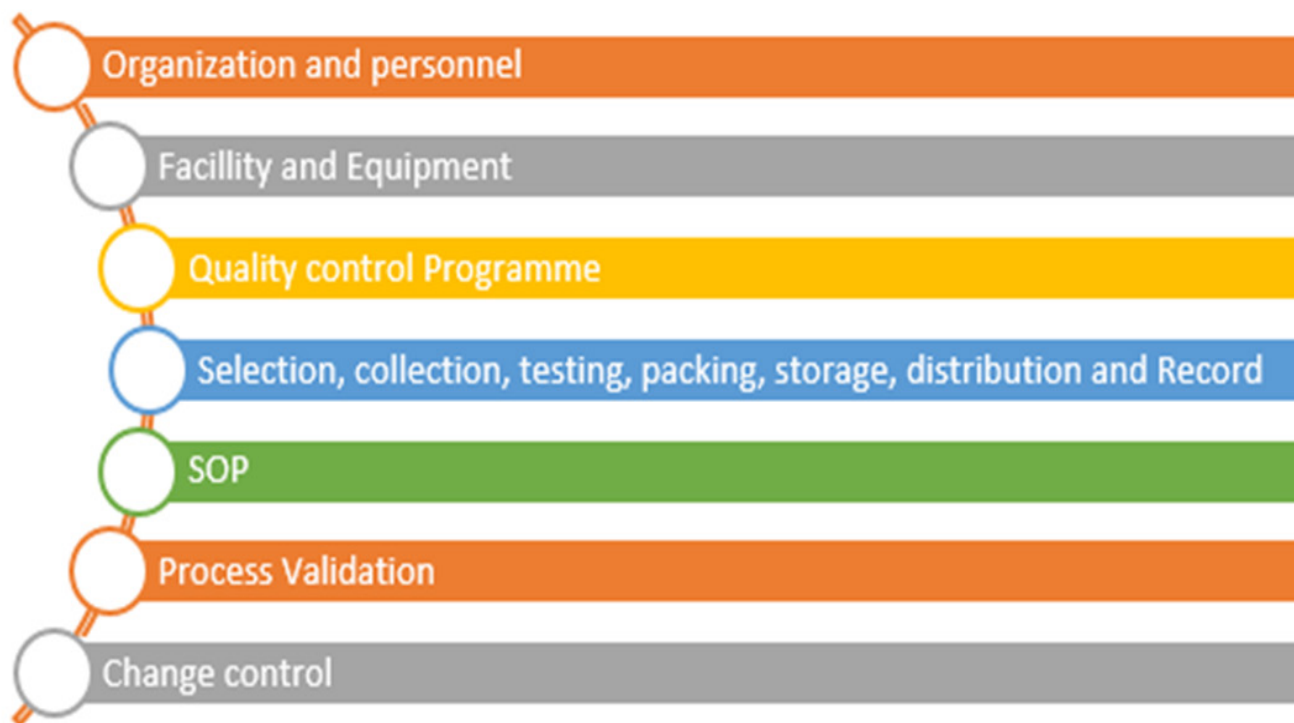 Organization and personnel
Facillity and Equipment
Quality control Programme
Selection, collection, testing, packing, storage, distribution and Record
SOP
Process Validation
Change control